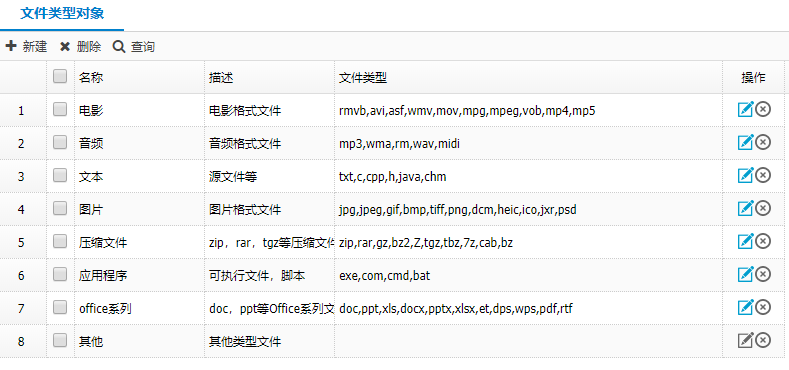 文件类型对象
新建 删除 查询
名称 描述 文件类型 操作
1 电影 电影格式文件 rmvb,avi,asf,wmv,mov,mpg,mpeg,vob,mp4,mp5
2 音频 音频格式文件 mp3,wma,rm,wav,midi
3 文本 源文件等 txt,c,cpp,h,java,chm
4 图片 图片格式文件 jpg,jpeg,gif,bmp,tiff,png,dcm,heic,ico,jxr,psd
5 压缩文件 zip，rar，tgz等压缩文件 zip,rar,gz,bz2,Z,tgz,tbz,7z,cab,bz
6 应用程序 可执行文件，脚本 exe,com,cmd,bat
7 office系列 doc，ppt等Office系列文 doc,ppt,xls,docx,pptx,xlsx,et,dps,wps,pdf,rtf
8 其他 其他类型文件